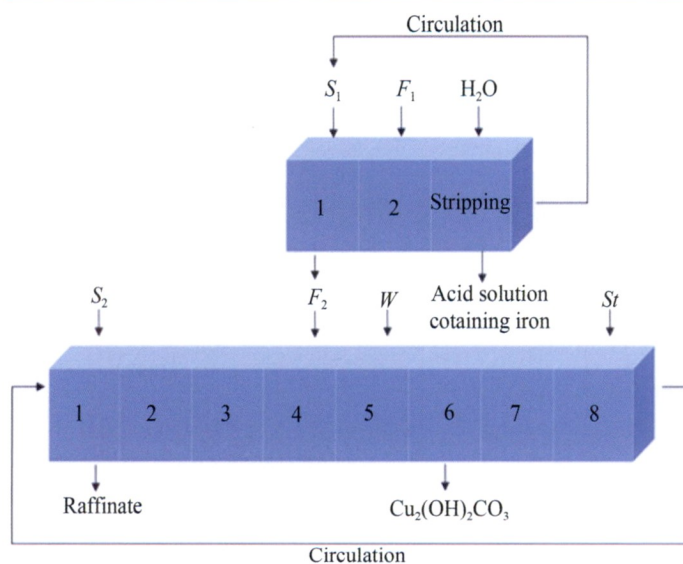 Circulation
S₁ F₁ H₂O
1 2 Stripping
S₂ F₂ W Acid solution cotaining iron St
1 2 3 4 5 6 7 8
Raffinate Cu₂(OH)₂CO₃
Circulation